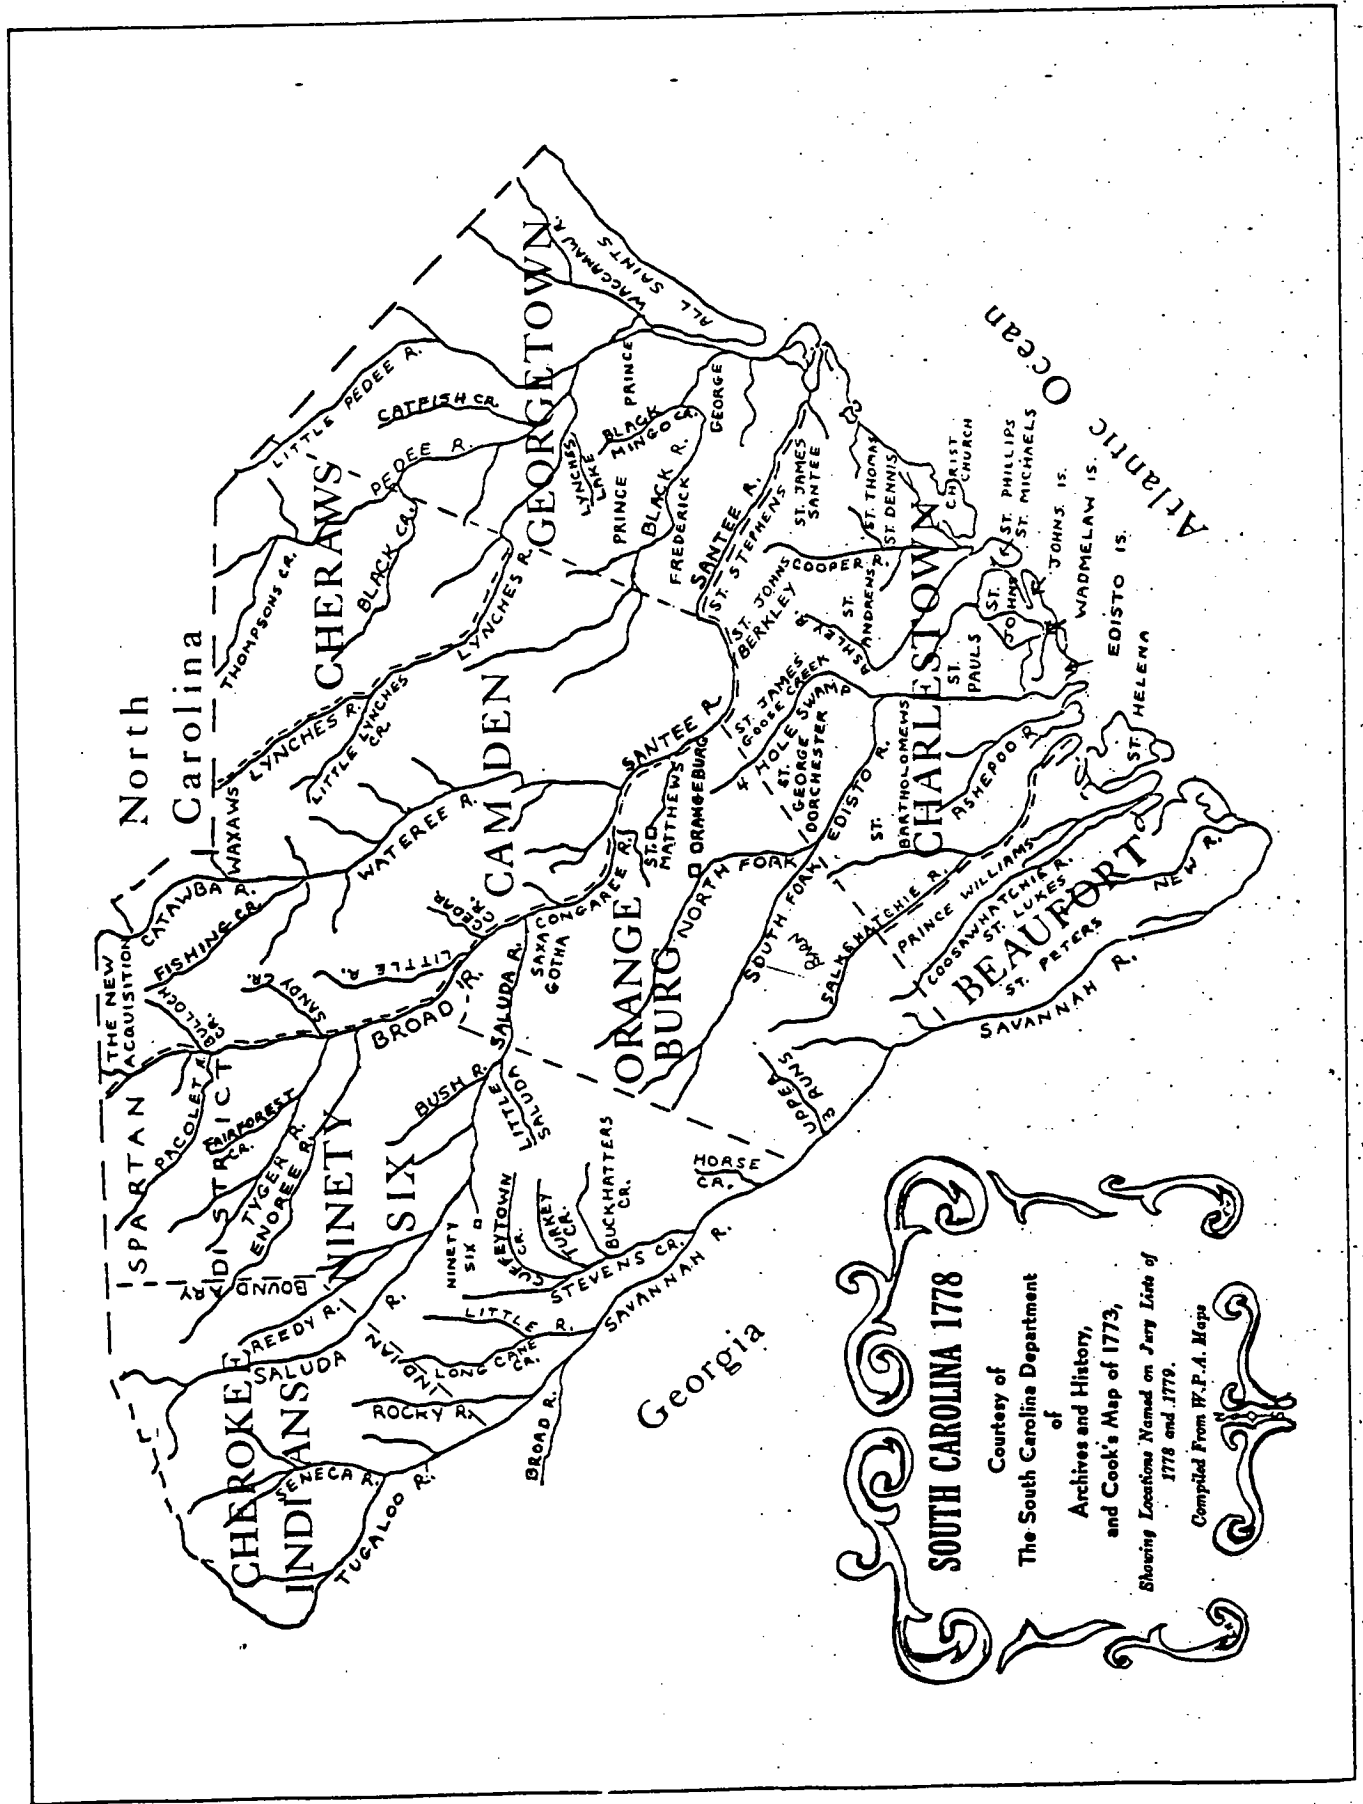 North
Carolina
Georgia
Atlantic Ocean
CHEROKEE
INDIANS
SPARTAN
DISTRICT
NINETY
SIX
THE NEW
ACQUISITION
CAMDEN
CHERAWS
GEORGETOWN
ORANGE
BURG
CHARLESTOWN
BEAUFORT
INDIAN
BOUNDARY
TUGALOO R.
SENECA R.
ROCKY R.
BROAD R.
SALUDA R.
REEDY R.
LONG CANE
CR.
LITTLE R.
ENOREE R.
TYGER R.
FAIRFOREST
CR.
PACOLET R.
BULLOCH
CR.
SANDY
CR.
FISHING CR.
CATAWBA R.
WAXAWS
BROAD R.
LITTLE R.
CEDAR
CR.
BUSH R.
LITTLE
SALUDA
SALUDA R.
NINETY
SIX
CUFFEYTOWN
CR.
TURKEY
CR.
BUCKHATTERS
CR.
STEVENS CR.
SAVANNAH R.
HORSE
CR.
UPPER
3 RUNS
SAXA
GOTHA
CONGAREE R.
WATEREE R.
LITTLE LYNCHES
CR.
LYNCHES R.
LYNCHES R.
THOMPSONS CR.
BLACK CR.
PEDEE R.
CATFISH CR.
LITTLE PEDEE R.
WACCAMAW R.
ALL SAINTS
LYNCHES
LAKE
BLACK
MINGO CR.
PRINCE
GEORGE
PRINCE
FREDERICK
BLACK R.
SANTEE R.
SANTEE R.
ST. STEPHENS
ST. JAMES
SANTEE
ST. JOHNS
BERKLEY
COOPER R.
ST. THOMAS
ST. DENNIS
CHRIST
CHURCH
ST. PHILLIPS
ST. MICHAELS
ST.
ANDREWS
ASHLEY R.
ST. JAMES
GOOSE CREEK
4 HOLE SWAMP
ST.
GEORGE
DORCHESTER
ST.
MATTHEWS
ORANGEBURG
NORTH FORK
SOUTH FORK
EDISTO R.
ST.
PAULS
ST.
JOHNS
JOHNS IS.
WADMELAW IS.
EDISTO IS.
ST. HELENA
ST.
BARTHOLOMEWS
ASHEPOO R.
SALKEHATCHIE R.
PRINCE WILLIAMS
COOSAWHATCHIE R.
ST. LUKES
ST. PETERS
NEW R.
SAVANNAH R.
SOUTH CAROLINA 1778
Courtesy of
The South Carolina Department
of
Archives and History,
and Cook's Map of 1773,
Showing Locations Named on Jury Lists of
1778 and 1779.
Compiled From W.P.A. Maps
N